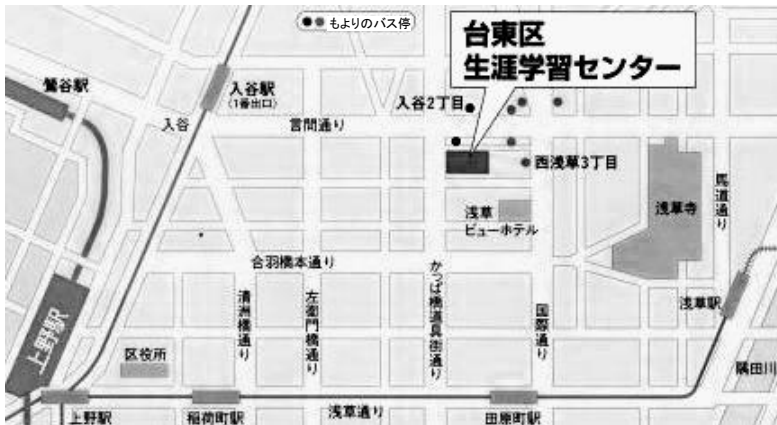 もよりのバス停
台東区
生涯学習センター
鶯谷駅
入谷駅
(1番出口)
入谷
言問通り
入谷2丁目
西浅草3丁目
浅草
ビューホテル
浅草寺
馬道通り
合羽橋本通り
清洲橋通り
左衛門橋通り
かっぱ橋道具街通り
国際通り
浅草駅
上野駅
区役所
隅田川
上野駅
稲荷町駅
浅草通り
田原町駅